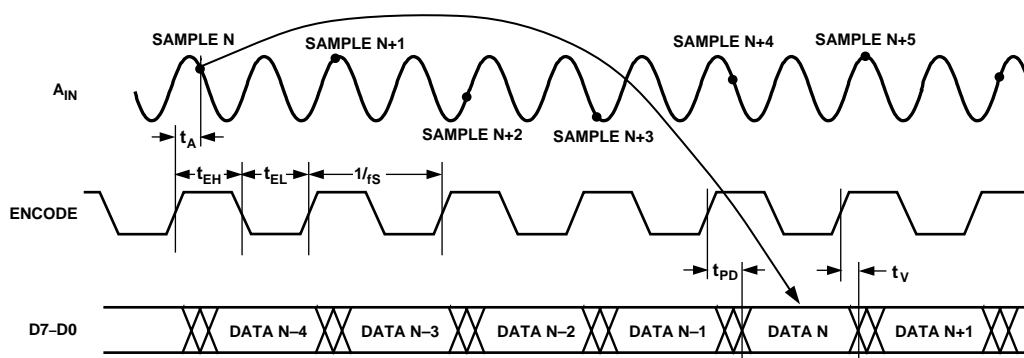 SAMPLE N
SAMPLE N+1
SAMPLE N+4
SAMPLE N+5
AIN
SAMPLE N+2
SAMPLE N+3
tA
tEH
tEL
1/fS
ENCODE
tPD
tV
D7–D0
DATA N–4
DATA N–3
DATA N–2
DATA N–1
DATA N
DATA N+1